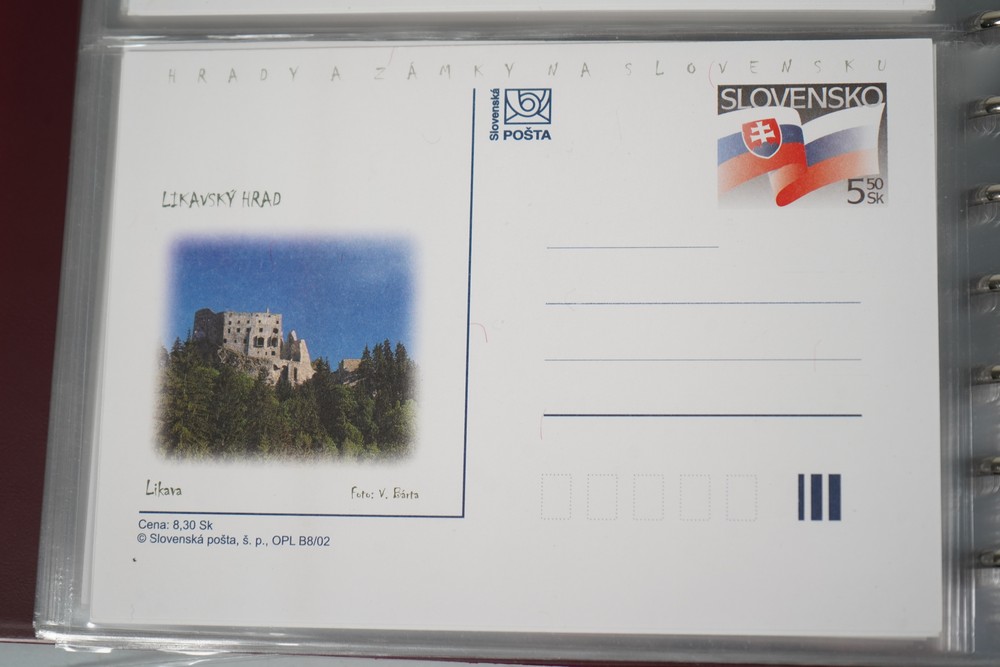 HRADY A ZÁMKY NA SLOVENSKU
Slovenská
POŠTA
SLOVENSKO
5 50
Sk
LIKAVSKÝ HRAD
Likava
Foto: V. Bárta
Cena: 8,30 Sk
© Slovenská pošta, š. p., OPL B8/02